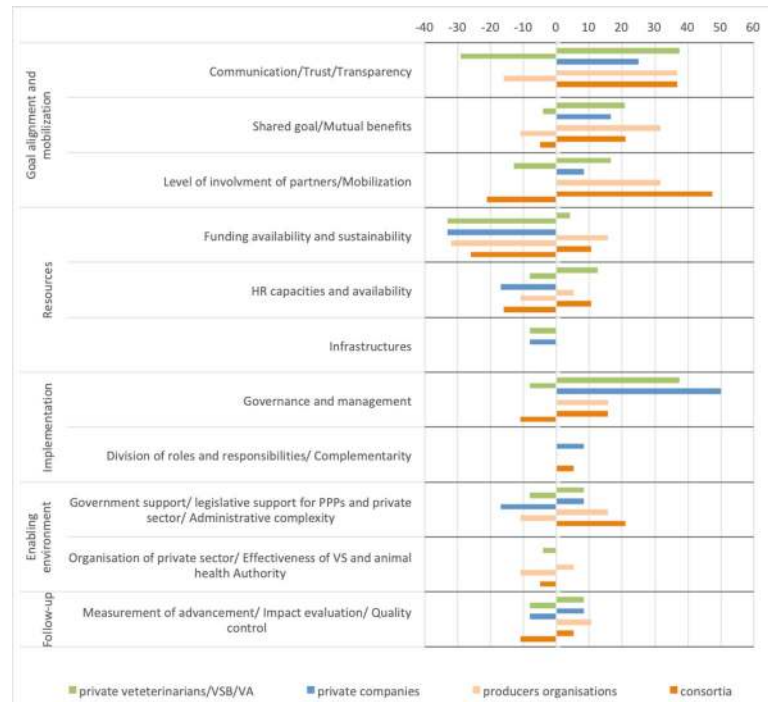 -40 -30 -20 -10 0 10 20 30 40 50 60
Goal alignment and
mobilization
Communication/Trust/Transparency
Shared goal/Mutual benefits
Level of involvment of partners/Mobilization
Resources
Funding availability and sustainability
HR capacities and availability
Infrastructures
Implementation
Governance and management
Division of roles and responsibilities/ Complementarity
Enabling
environment
Government support/ legislative support for PPPs and private
sector/ Administrative complexity
Organisation of private sector/ Effectiveness of VS and animal
health Authority
Follow-up
Measurement of advancement/ Impact evaluation/ Quality
control
private veteterinarians/VSB/VA private companies producers organisations consortia